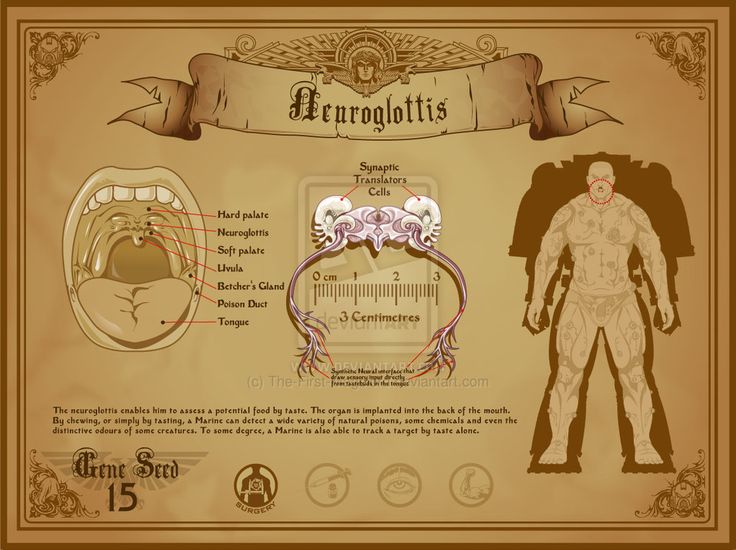 Neuroglottis
Synaptic
Translators
Cells
Hard palate
Neuroglottis
Soft palate
Uvula
Betcher's Gland
Poison Duct
Tongue
0 cm 1 2 3
3 Centimetres
deviantART
Synthetic Neural interface that
draw sensory input directly
from tastebuds in the tongue
The neuroglottis enables him to assess a potential food by taste. The organ is implanted into the back of the mouth.
By chewing, or simply by tasting, a Marine can detect a wide variety of natural poisons, some chemicals and even the
distinctive odours of some creatures. To some degree, a Marine is also able to track a target by taste alone.
Gene Seed
15
SURGERY